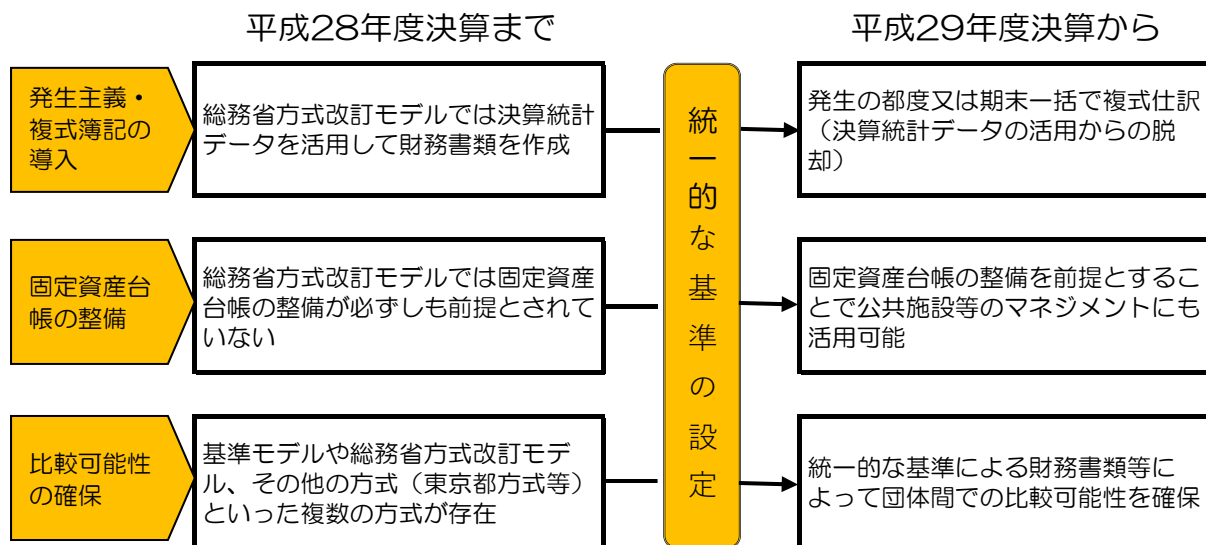 平成28年度決算まで
平成29年度決算から
発生主義・
複式簿記の
導入
総務省方式改訂モデルでは決算統計
データを活用して財務書類を作成
統一的な基準の設定
発生の都度又は期末一括で複式仕訳
（決算統計データの活用からの脱
却）
固定資産台
帳の整備
総務省方式改訂モデルでは固定資産
台帳の整備が必ずしも前提とされて
いない
固定資産台帳の整備を前提とするこ
とで公共施設等のマネジメントにも
活用可能
比較可能性
の確保
基準モデルや総務省方式改訂モデ
ル、その他の方式（東京都方式等）
といった複数の方式が存在
統一的な基準による財務書類等に
よって団体間での比較可能性を確保